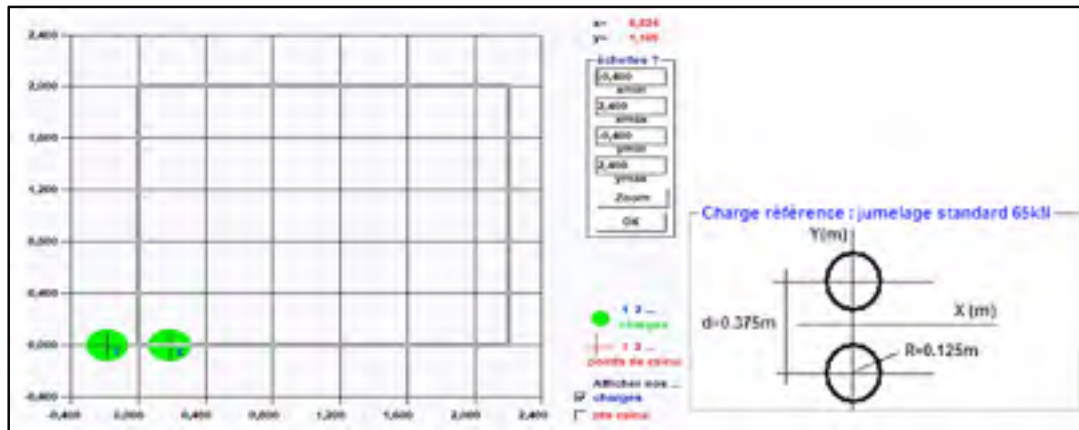 2,400
2,000
1,600
1,200
0,800
0,400
0,000
-0,400
-0,400 0,000 0,400 0,800 1,200 1,600 2,000 2,400
x=
y=
Echelles ?
-0,400
xmin
2,400
xmax
-0,400
ymin
2,400
ymax
Zoom
OK
1 2 ...
charges
1 2 ...
points de calcul
Afficher nos ...
charges
pts calcul
Charge référence : jumelage standard 65kN
Y(m)
X (m)
d=0.375m
R=0.125m